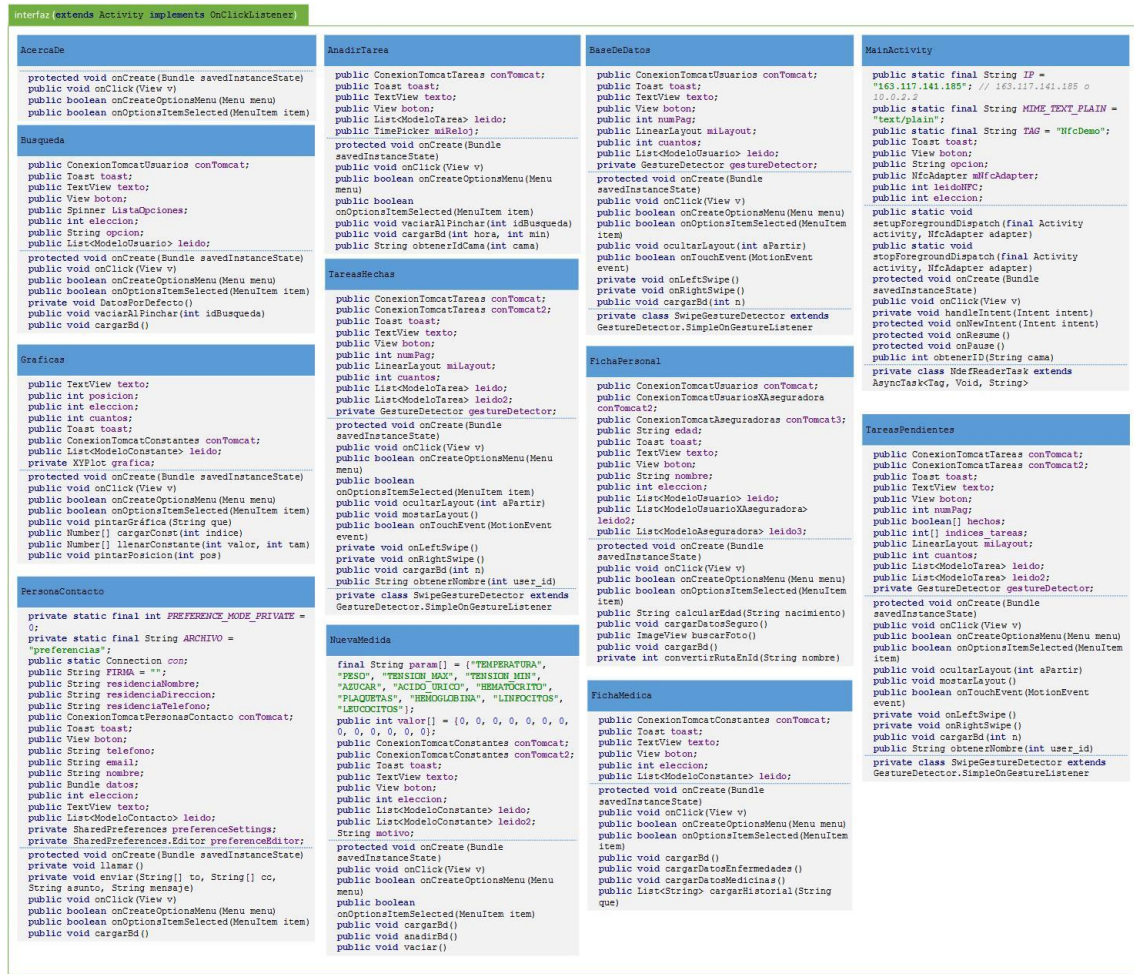 interfaz (extends Activity implements OnClickListener)
AcercaDe
protected void onCreate(Bundle savedInstanceState)
public void onClick(View v)
public boolean onCreateOptionsMenu(Menu menu)
public boolean onOptionsItemSelected(MenuItem item)
Busqueda
public ConexionTomcatUsuarios conTomcat;
public Toast toast;
public TextView texto;
public View boton;
public Spinner ListaOpciones;
public int eleccion;
public String opcion;
public List<ModeloUsuario> leido;
protected void onCreate(Bundle savedInstanceState)
public void onClick(View v)
public boolean onCreateOptionsMenu(Menu menu)
public boolean onOptionsItemSelected(MenuItem item)
private void DatosPorDefecto()
public void vaciarAlPinchar(int idBusqueda)
public void cargarBd()
Graficas
public TextView texto;
public int posicion;
public int eleccion;
public int cuantos;
public Toast toast;
public ConexionTomcatConstantes conTomcat;
public List<ModeloConstante> leido;
private XYPlot grafica;
protected void onCreate(Bundle savedInstanceState)
public void onClick(View v)
public boolean onCreateOptionsMenu(Menu menu)
public boolean onOptionsItemSelected(MenuItem item)
public void pintarGráfica(String que)
public Number[] cargarConst(int indice)
public Number[] llenarConstante(int valor, int tam)
public void pintarPosicion(int pos)
PersonaContacto
private static final int PREFERENCE_MODE_PRIVATE =
0;
private static final String ARCHIVO =
"preferencias";
public static Connection con;
public String FIRMA = "";
public String residenciaNombre;
public String residenciaDireccion;
public String residenciaTelefono;
public ConexionTomcatPersonasContacto conTomcat;
public Toast toast;
public View boton;
public String telefono;
public String email;
public String nombre;
public Bundle datos;
public int eleccion;
public TextView texto;
public List<ModeloContacto> leido;
private SharedPreferences preferenceSettings;
private SharedPreferences.Editor preferenceEditor;
protected void onCreate(Bundle savedInstanceState)
private void llamar()
private void enviar(String[] to, String[] cc,
String asunto, String mensaje)
public void onClick(View v)
public boolean onCreateOptionsMenu(Menu menu)
public boolean onOptionsItemSelected(MenuItem item)
public void cargarBd()
AnadirTarea
public ConexionTomcatTareas conTomcat;
public Toast toast;
public TextView texto;
public View boton;
public List<ModeloTarea> leido;
public TimePicker miReloj;
protected void onCreate(Bundle
savedInstanceState)
public void onClick(View v)
public boolean onCreateOptionsMenu(Menu
menu)
public boolean
onOptionsItemSelected(MenuItem item)
public void vaciarAlPinchar(int idBusqueda)
public void cargarBd(int hora, int min)
public String obtenerIdCama(int cama)
TareasHechas
public ConexionTomcatTareas conTomcat;
public ConexionTomcatTareas conTomcat2;
public Toast toast;
public TextView texto;
public View boton;
public int numPag;
public LinearLayout miLayout;
public int cuantos;
public List<ModeloTarea> leido;
public List<ModeloTarea> leido2;
private GestureDetector gestureDetector;
protected void onCreate(Bundle
savedInstanceState)
public void onClick(View v)
public boolean onCreateOptionsMenu(Menu
menu)
public boolean
onOptionsItemSelected(MenuItem item)
public void ocultarLayout(int aPartir)
public void mostarLayout()
public boolean onTouchEvent(MotionEvent
event)
private void onLeftSwipe()
private void onRightSwipe()
public void cargarBd(int n)
public String obtenerNombre(int user_id)
private class SwipeGestureDetector extends
GestureDetector.SimpleOnGestureListener
NuevaMedida
final String param[] = {"TEMPERATURA",
"PESO", "TENSION_MAX", "TENSION_MIN",
"AZUCAR", "ACIDO_URICO", "HEMATOCRITO",
"PLAQUETAS", "HEMOGLOBINA", "LINFOCITOS",
"LEUCOCITOS"};
public int valor[] = {0, 0, 0, 0, 0, 0, 0,
0, 0, 0, 0, 0, 0};
public ConexionTomcatConstantes conTomcat;
public ConexionTomcatConstantes conTomcat2;
public Toast toast;
public TextView texto;
public View boton;
public int eleccion;
public List<ModeloConstante> leido;
public List<ModeloConstante> leido2;
String motivo;
protected void onCreate(Bundle
savedInstanceState)
public void onClick(View v)
public boolean onCreateOptionsMenu(Menu
menu)
public boolean
onOptionsItemSelected(MenuItem item)
public void cargarBd()
public void anadirBd()
public void vaciar()
BaseDeDatos
public ConexionTomcatUsuarios conTomcat;
public Toast toast;
public TextView texto;
public View boton;
public int numPag;
public LinearLayout miLayout;
public int cuantos;
public List<ModeloUsuario> leido;
private GestureDetector gestureDetector;
protected void onCreate(Bundle
savedInstanceState)
public void onClick(View v)
public boolean onCreateOptionsMenu(Menu menu)
public boolean onOptionsItemSelected(MenuItem
item)
public void ocultarLayout(int aPartir)
public boolean onTouchEvent(MotionEvent
event)
private void onLeftSwipe()
private void onRightSwipe()
public void cargarBd(int n)
private class SwipeGestureDetector extends
GestureDetector.SimpleOnGestureListener
FichaPersonal
public ConexionTomcatUsuarios conTomcat;
public ConexionTomcatUsuariosXAseguradora
conTomcat2;
public ConexionTomcatAseguradoras conTomcat3;
public String edad;
public Toast toast;
public TextView texto;
public View boton;
public String nombre;
public int eleccion;
public List<ModeloUsuario> leido;
public List<ModeloUsuarioXAseguradora>
leido2;
public List<ModeloAseguradora> leido3;
protected void onCreate(Bundle
savedInstanceState)
public void onClick(View v)
public boolean onCreateOptionsMenu(Menu menu)
public boolean onOptionsItemSelected(MenuItem
item)
public String calcularEdad(String nacimiento)
public void cargarDatosSeguro()
public ImageView buscarFoto()
public void cargarBd()
private int convertirRutaEnId(String nombre)
FichaMedica
public ConexionTomcatConstantes conTomcat;
public Toast toast;
public TextView texto;
public View boton;
public int eleccion;
public List<ModeloConstante> leido;
protected void onCreate(Bundle
savedInstanceState)
public void onClick(View v)
public boolean onCreateOptionsMenu(Menu menu)
public boolean onOptionsItemSelected(MenuItem
item)
public void cargarBd()
public void cargarDatosEnfermedades()
public void cargarDatosMedicinas()
public List<String> cargarHistorial(String
que)
MainActivity
public static final String IP =
"163.117.141.185"; // 163.117.141.185 o
10.0.2.2
public static final String MIME_TEXT_PLAIN =
"text/plain";
public static final String TAG = "NfcDemo";
public Toast toast;
public View boton;
public String opcion;
public NfcAdapter mNfcAdapter;
public int leidoNFC;
public int eleccion;
public static void
setupForegroundDispatch(final Activity
activity, NfcAdapter adapter)
public static void
stopForegroundDispatch(final Activity
activity, NfcAdapter adapter)
protected void onCreate(Bundle
savedInstanceState)
public void onClick(View v)
private void handleIntent(Intent intent)
protected void onNewIntent(Intent intent)
protected void onResume()
protected void onPause()
public int obtenerID(String cama)
private class NdefReaderTask extends
AsyncTask<Tag, Void, String>
TareasPendientes
public ConexionTomcatTareas conTomcat;
public ConexionTomcatTareas conTomcat2;
public Toast toast;
public TextView texto;
public View boton;
public int numPag;
public boolean[] hechos;
public int[] indices_tareas;
public LinearLayout miLayout;
public int cuantos;
public List<ModeloTarea> leido;
public List<ModeloTarea> leido2;
private GestureDetector gestureDetector;
protected void onCreate(Bundle
savedInstanceState)
public void onClick(View v)
public boolean onCreateOptionsMenu(Menu menu)
public boolean onOptionsItemSelected(MenuItem
item)
public void ocultarLayout(int aPartir)
public void mostarLayout()
public boolean onTouchEvent(MotionEvent
event)
private void onLeftSwipe()
private void onRightSwipe()
public void cargarBd(int n)
public String obtenerNombre(int user_id)
private class SwipeGestureDetector extends
GestureDetector.SimpleOnGestureListener